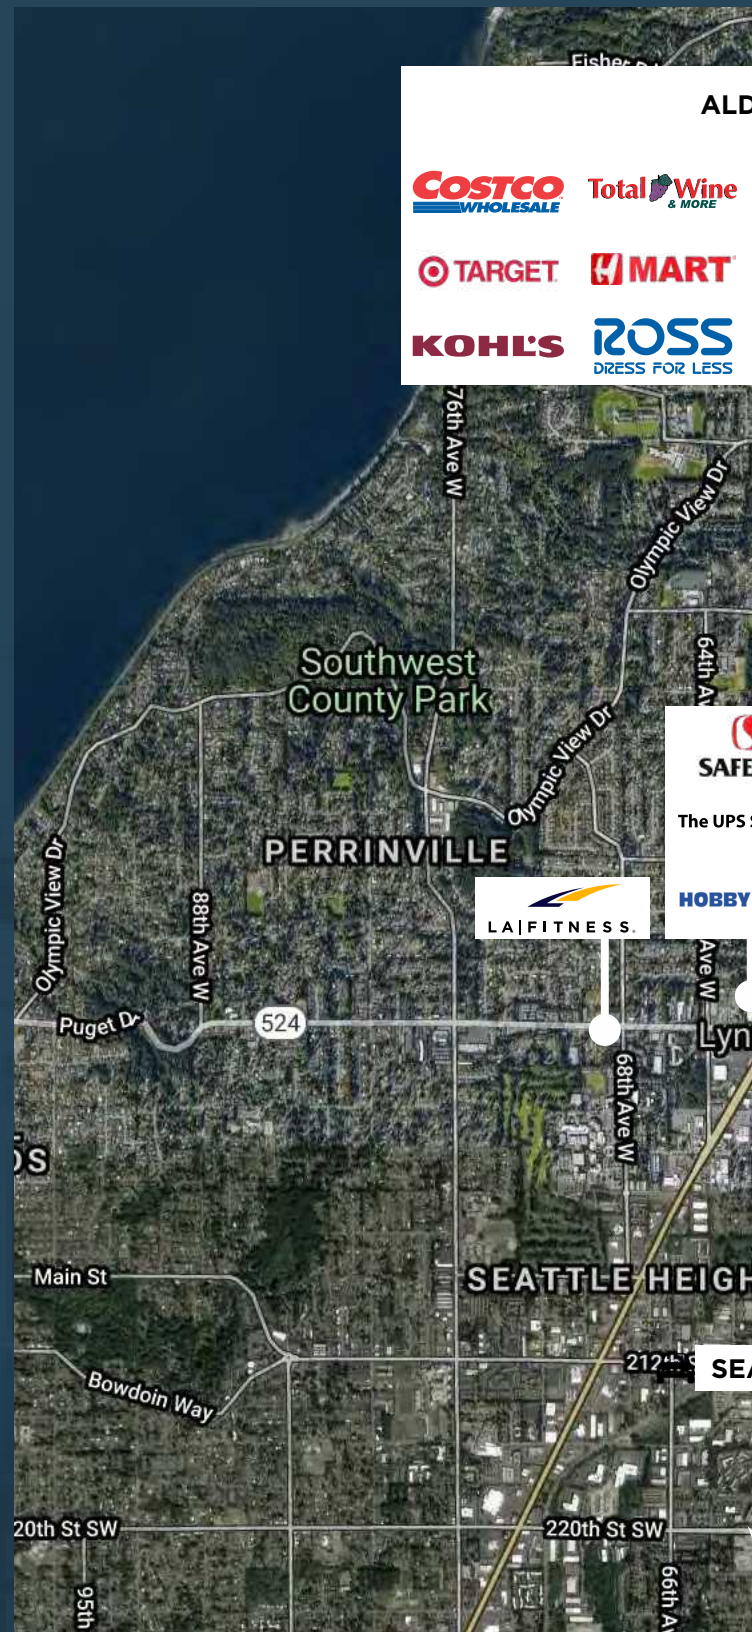 Fisher
ALD
COSTCO
WHOLESALE
Total Wine
& MORE
TARGET
H MART
KOHL'S
ROSS
DRESS FOR LESS
76th Ave W
Olympic View Dr
64th Av
Southwest
County Park
SAFE
Olympic View Dr
The UPS S
PERRINVILLE
Olympic View Dr
88th Ave W
LA|FITNESS.
HOBBY
Ave W
Puget Dr
524
Lyn
68th Ave W
DS
Main St
SEATTLE HEIGH
212th S
SEA
Bowdoin Way
20th St SW
220th St SW
95th
66th Av